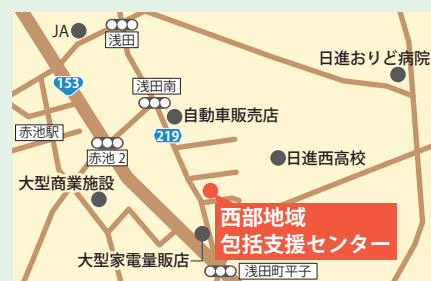 JA
浅田
日進おりど病院
153
浅田南
自動車販売店
219
赤池駅
赤池2
日進西高校
大型商業施設
西部地域
包括支援センター
大型家電量販店
浅田町平子